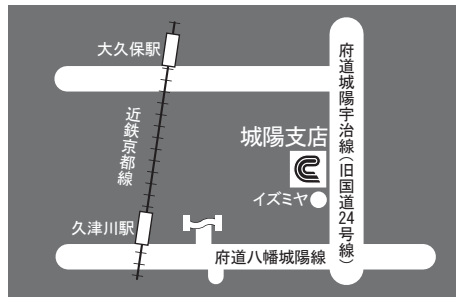 大久保駅
近鉄京都線
府道城陽宇治線(旧国道24号線)
城陽支店
イズミヤ
久津川駅
府道八幡城陽線